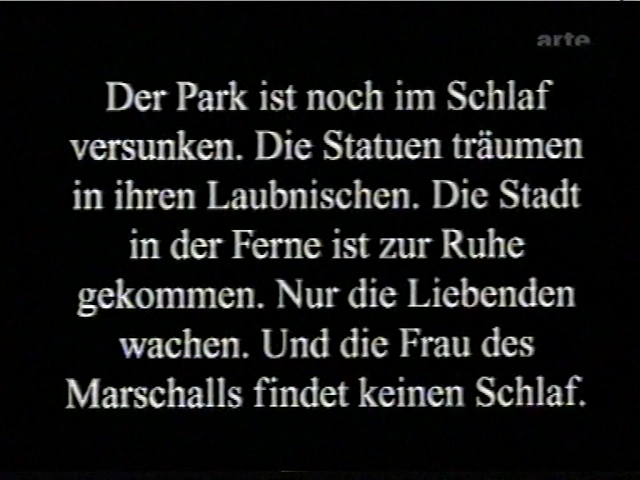 arte
Der Park ist noch im Schlaf
versunken. Die Statuen träumen
in ihren Laubnischen. Die Stadt
in der Ferne ist zur Ruhe
gekommen. Nur die Liebenden
wachen. Und die Frau des
Marschalls findet keinen Schlaf.